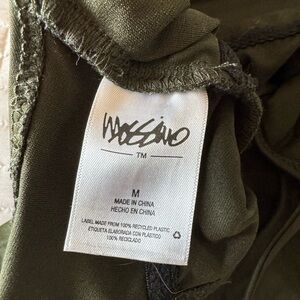 Mossimo
TM
M
MADE IN CHINA
HECHO EN CHINA
LABEL MADE FROM 100% RECYCLED PLASTIC
ETIQUETA ELABORADA CON PLÁSTICO
100% RECICLADO